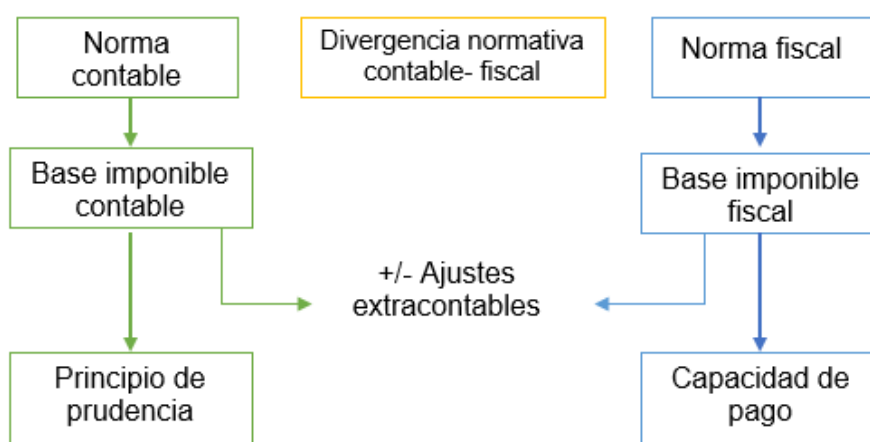 Norma
contable
Divergencia normativa
contable- fiscal
Norma fiscal
Base imponible
contable
Base imponible
fiscal
+/- Ajustes
extracontables
Principio de
prudencia
Capacidad de
pago